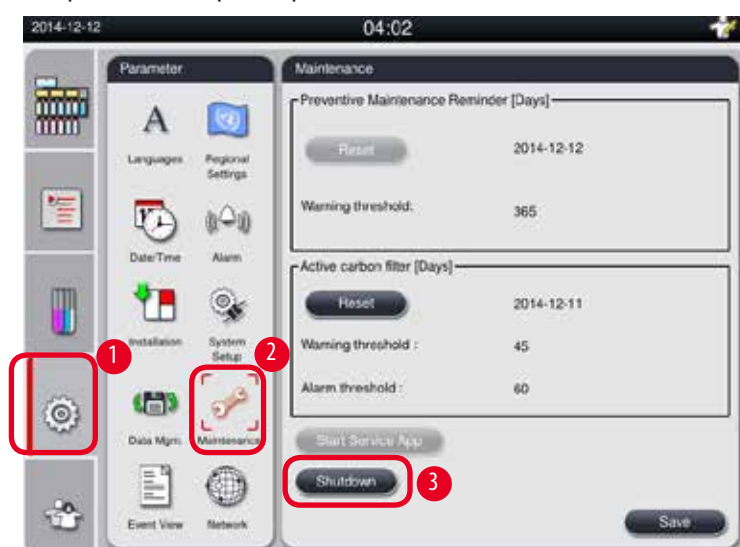 2014-12-12 04:02
Parameter
Languages
Regional Settings
Date/Time
Alarm
Installation
System Setup
Data Mgm.
Maintenance
Event View
Network
Maintenance
Preventive Maintenance Reminder [Days]
Reset 2014-12-12
Warning threshold: 365
Active carbon filter [Days]
Reset 2014-12-11
Warning threshold : 45
Alarm threshold : 60
Start Service App
Shutdown
Save
1
2
3